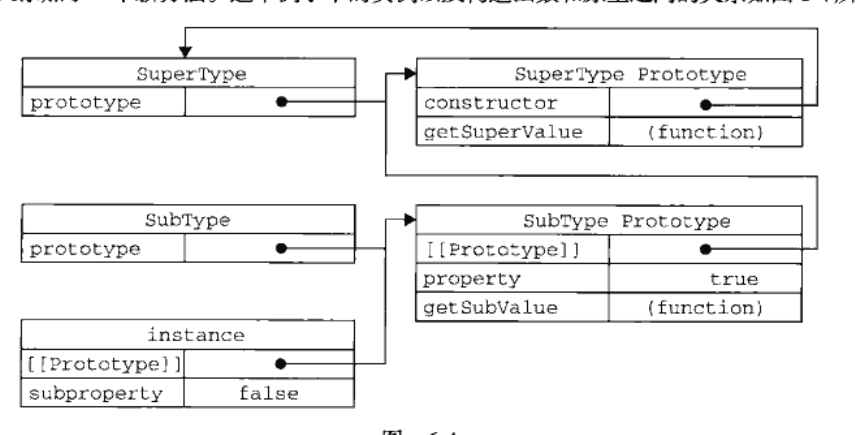 SuperType
prototype
SuperType Prototype
constructor
getSuperValue (function)
SubType
prototype
SubType Prototype
[[Prototype]]
property true
getSubValue (function)
instance
[[Prototype]]
subproperty false